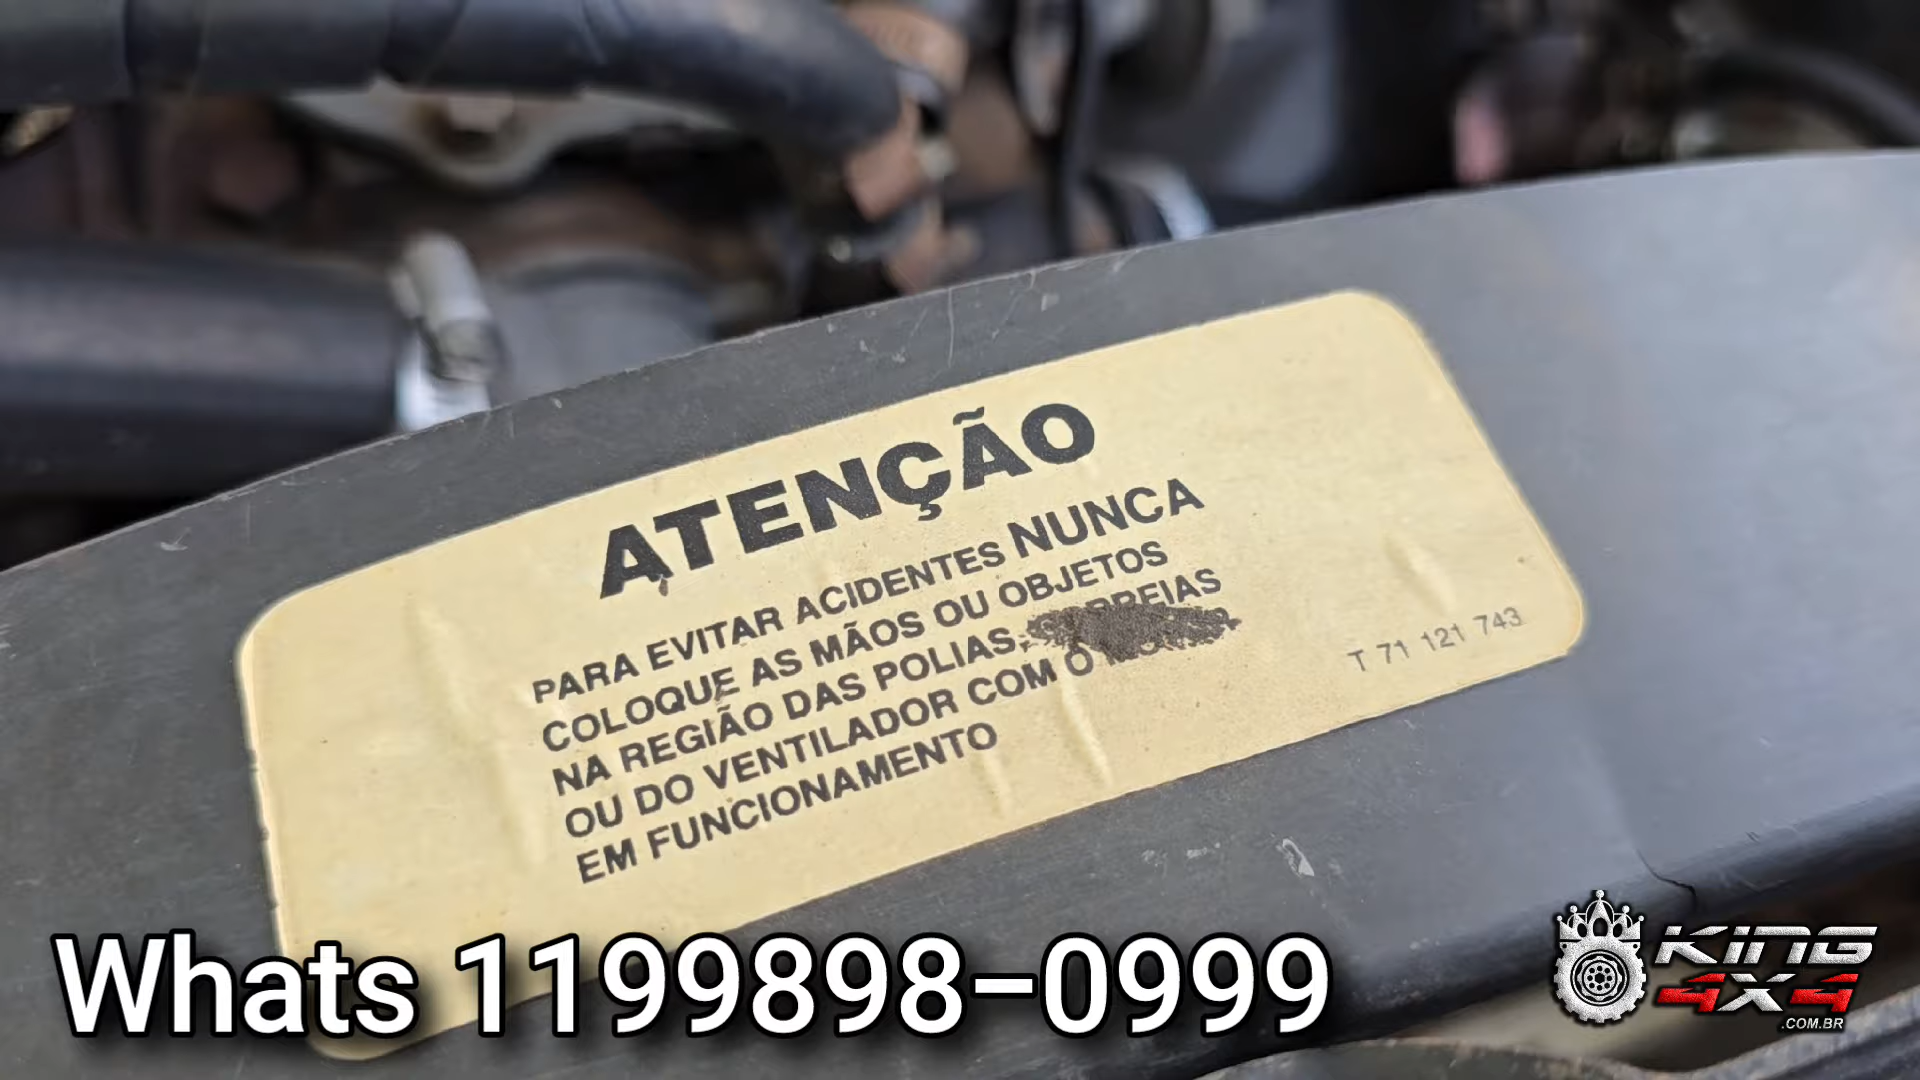 ATENÇÃO
PARA EVITAR ACIDENTES NUNCA
COLOQUE AS MÃOS OU OBJETOS
NA REGIÃO DAS POLIAS,
OU DO VENTILADOR COM O
EM FUNCIONAMENTO
T 71 121 743
Whats 1199898-0999
KING
4X4
.COM.BR